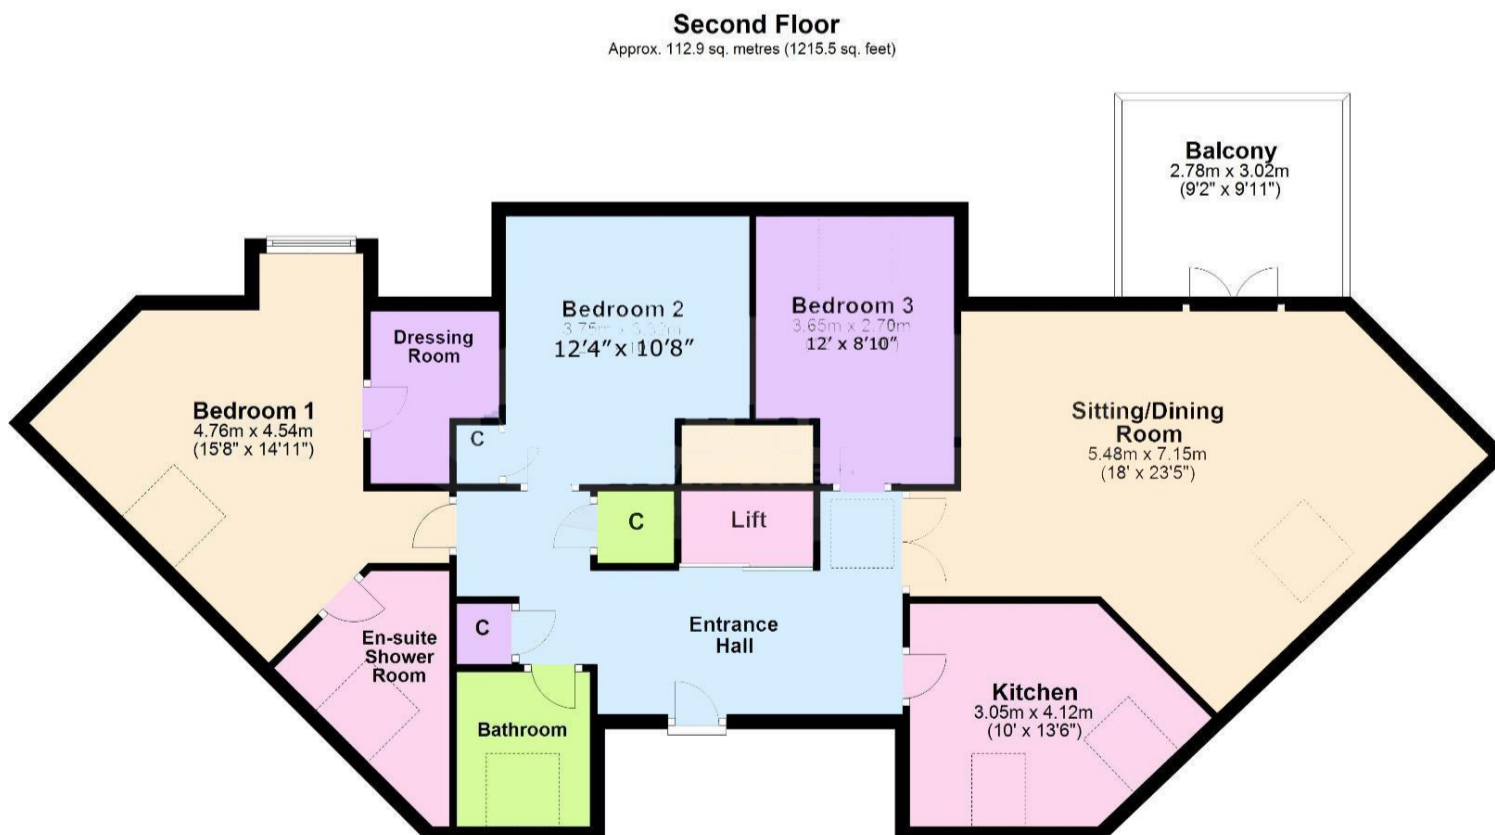 Second Floor
Approx. 112.9 sq. metres (1215.5 sq. feet)
Balcony
2.78m x 3.02m
(9'2" x 9'11")
Bedroom 2
12'4" x 10'8"
Bedroom 3
3.65m x 2.70m
12' x 8'10"
Dressing
Room
Bedroom 1
4.76m x 4.54m
(15'8" x 14'11")
C
Sitting/Dining
Room
5.48m x 7.15m
(18' x 23'5")
C
Lift
C
Entrance
Hall
En-suite
Shower
Room
Kitchen
3.05m x 4.12m
(10' x 13'6")
Bathroom